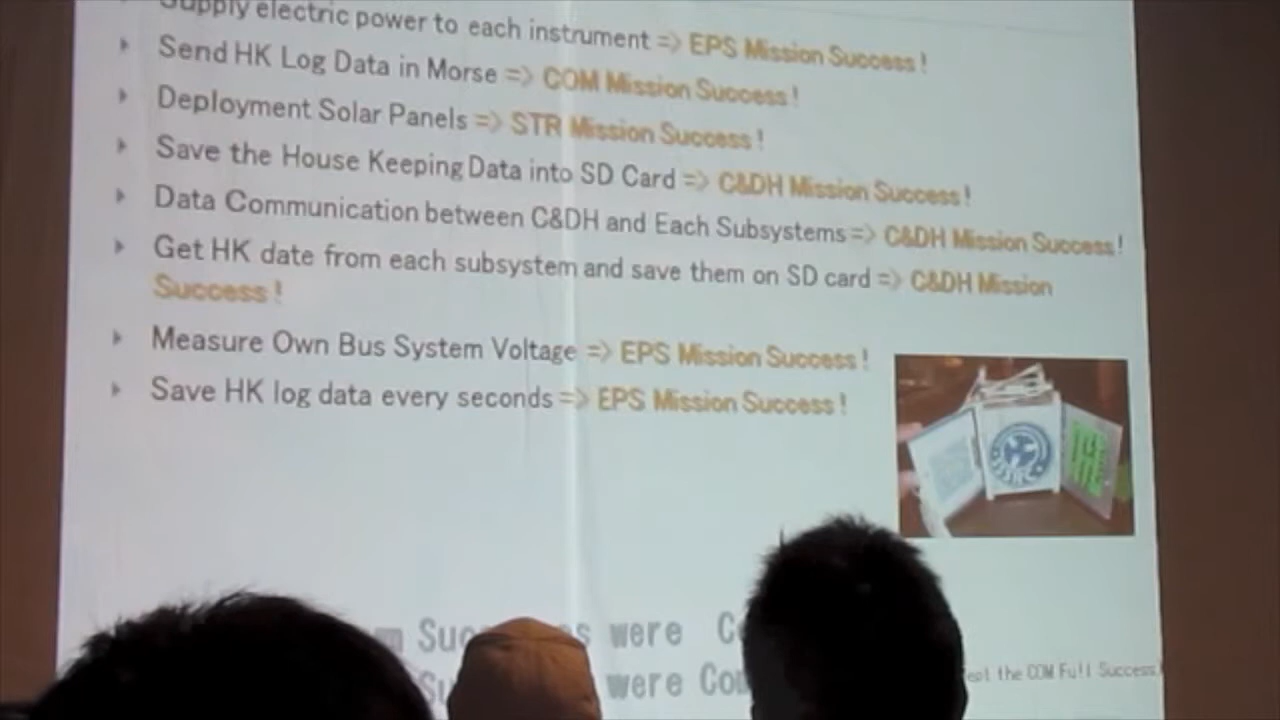 Supply electric power to each instrument => EPS Mission Success!
Send HK Log Data in Morse => COM Mission Success!
Deployment Solar Panels => STR Mission Success!
Save the House Keeping Data into SD Card => C&DH Mission Success!
Data Communication between C&DH and Each Subsystems => C&DH Mission Success!
Get HK date from each subsystem and save them on SD card => C&DH Mission
Success!
Measure Own Bus System Voltage => EPS Mission Success!
Save HK log data every seconds => EPS Mission Success!
were
were
the COM Full Success